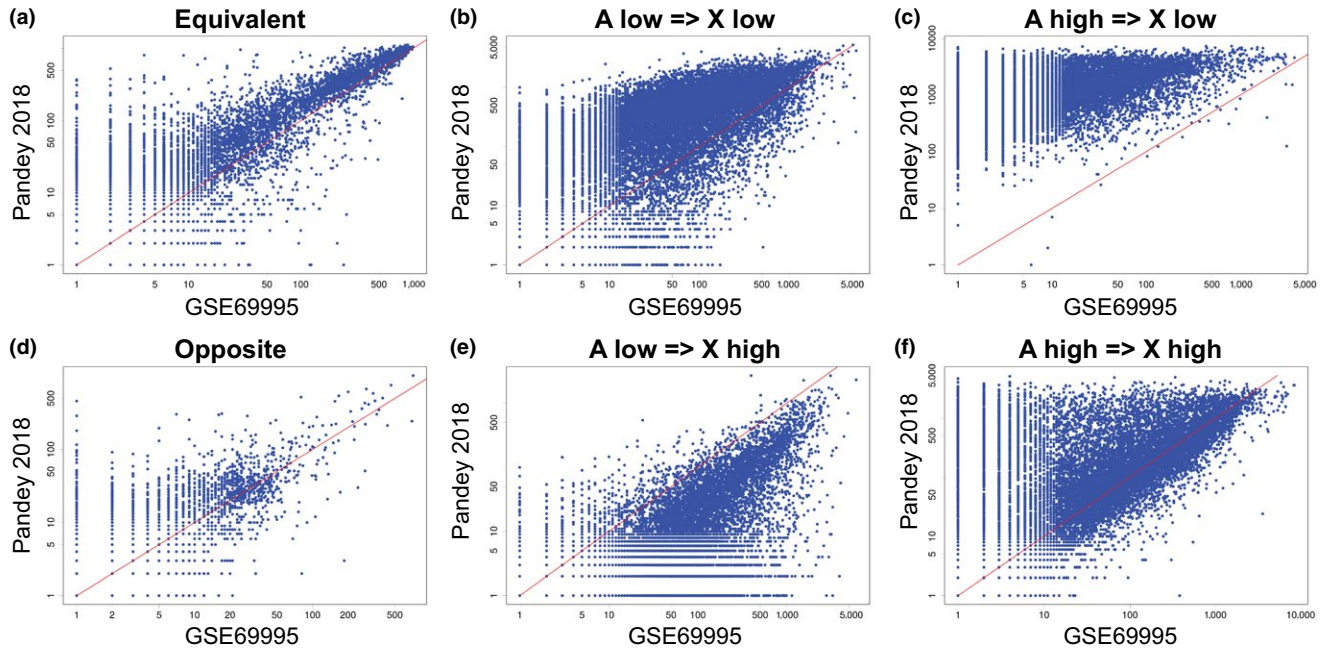 (a) Equivalent
500
100
50
10
5
1
Pandey 2018
1 5 10 50 100 500 1,000
GSE69995
(b) A low => X low
5,000
500
100
50
10
5
1
Pandey 2018
1 5 10 50 100 500 1,000 5,000
GSE69995
(c) A high => X low
10000
1000
100
10
1
Pandey 2018
1 5 10 50 100 500 1,000 5,000
GSE69995
(d) Opposite
500
100
50
10
5
1
Pandey 2018
1 2 5 10 20 50 100 200 500
GSE69995
(e) A low => X high
500
50
10
5
1
Pandey 2018
1 5 10 50 100 500 1,000 5,000
GSE69995
(f) A high => X high
5,000
500
50
10
5
1
Pandey 2018
1 10 100 1,000 10,000
GSE69995